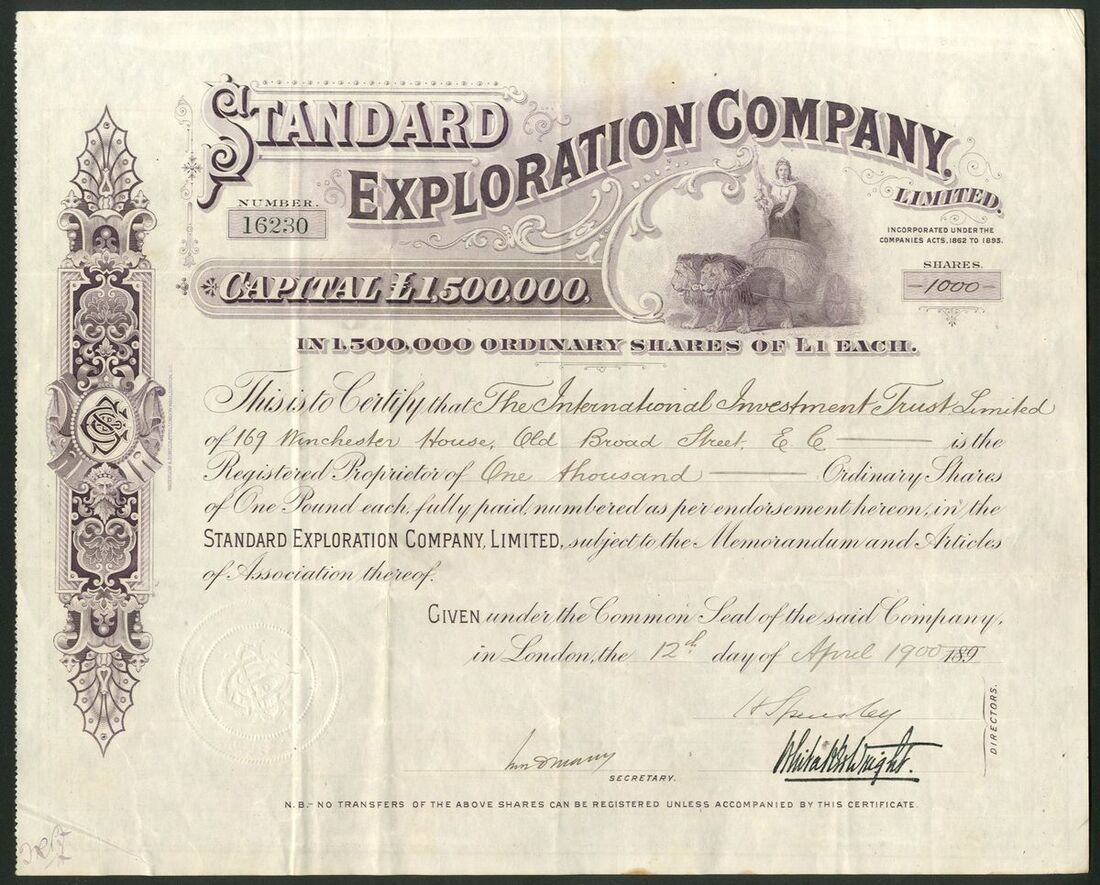 STANDARD
EXPLORATION COMPANY,
LIMITED.
NUMBER.
16230
INCORPORATED UNDER THE
COMPANIES ACTS, 1862 TO 1895.
SHARES.
1000
CAPITAL £1,500,000.
IN 1,500,000 ORDINARY SHARES OF £1 EACH.
This is to Certify that The International Investment Trust Limited
of 169 Winchester House, Old Broad Street. E. C is the
Registered Proprietor of One thousand Ordinary Shares
of One Pound each, fully paid, numbered as per endorsement hereon, in the
STANDARD EXPLORATION COMPANY, LIMITED, subject to the Memorandum and Articles
of Association thereof.
GIVEN under the Common Seal of the said Company,
in London, the 12th day of April 1900 189
H Spensley
DIRECTORS.
Whitaker Wright.
SECRETARY.
N.B.- NO TRANSFERS OF THE ABOVE SHARES CAN BE REGISTERED UNLESS ACCOMPANIED BY THIS CERTIFICATE.